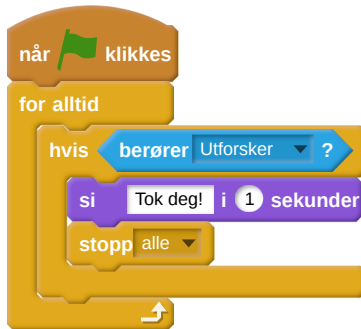 når klikkes
for alltid
hvis berører Utforsker ?
si Tok deg! i 1 sekunder
stopp alle